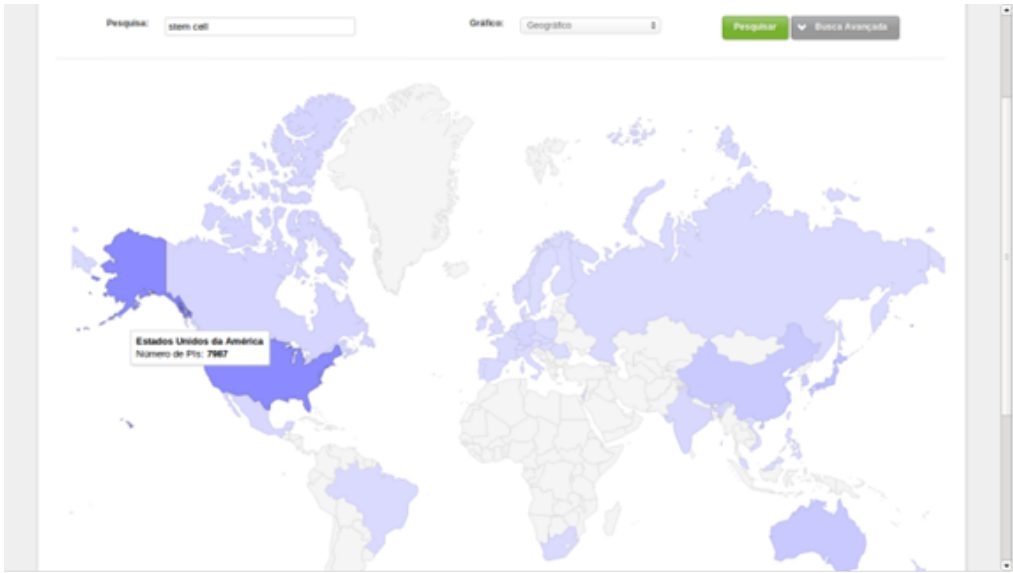 Pesquisa: stem cell Gráfico: Geográfico Pesquisar Busca Avançada
Estados Unidos da América
Número de PIs: 7987